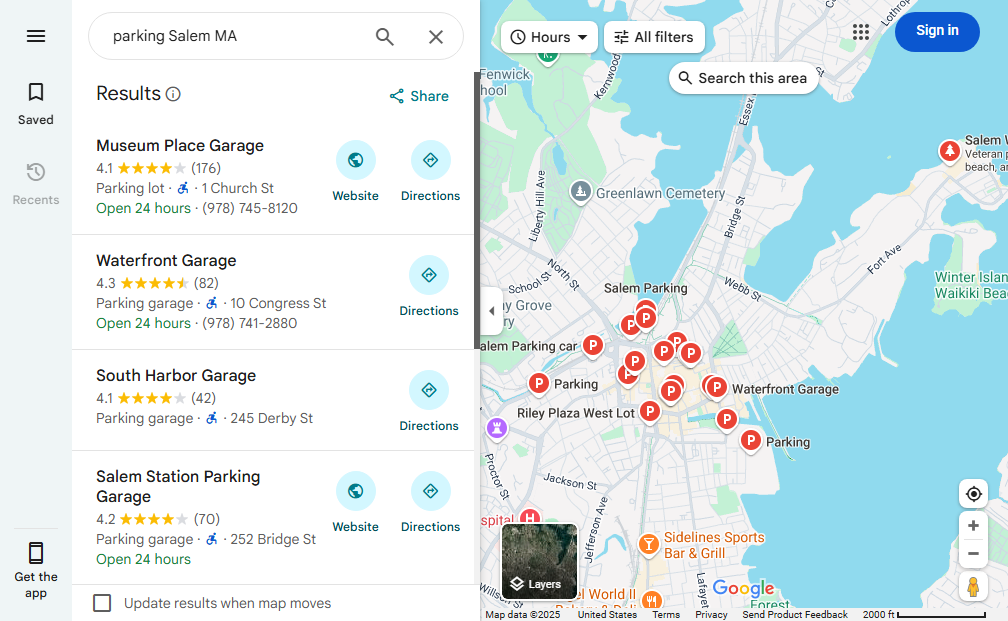 parking Salem MA
Saved
Recents
Get the
app
Results
Share
Museum Place Garage
4.1 (176)
Parking lot · 1 Church St
Open 24 hours · (978) 745-8120
Website
Directions
Waterfront Garage
4.3 (82)
Parking garage · 10 Congress St
Open 24 hours · (978) 741-2880
Directions
South Harbor Garage
4.1 (42)
Parking garage · 245 Derby St
Directions
Salem Station Parking
Garage
4.2 (70)
Parking garage · 252 Bridge St
Open 24 hours
Website
Directions
Update results when map moves
Hours
All filters
Sign in
Search this area
Fenwick
hool
Kenwood
Essex
St
Salem W
Veteran p
beach, an
Greenlawn Cemetery
Liberty Hill Ave
Bridge St
Fort Ave
North St
School St
Webb St
Winter Islan
Waikiki Beac
Salem Parking
y Grove
ry
alem Parking car
Parking
Waterfront Garage
Riley Plaza West Lot
Parking
Proctor St
Jackson St
Jefferson Ave
spital
H
Sidelines Sports
Bar & Grill
Lafaye
Willson St
el World II
Forest
Layers
Google
Map data ©2025
United States
Terms
Privacy
Send Product Feedback
2000 ft